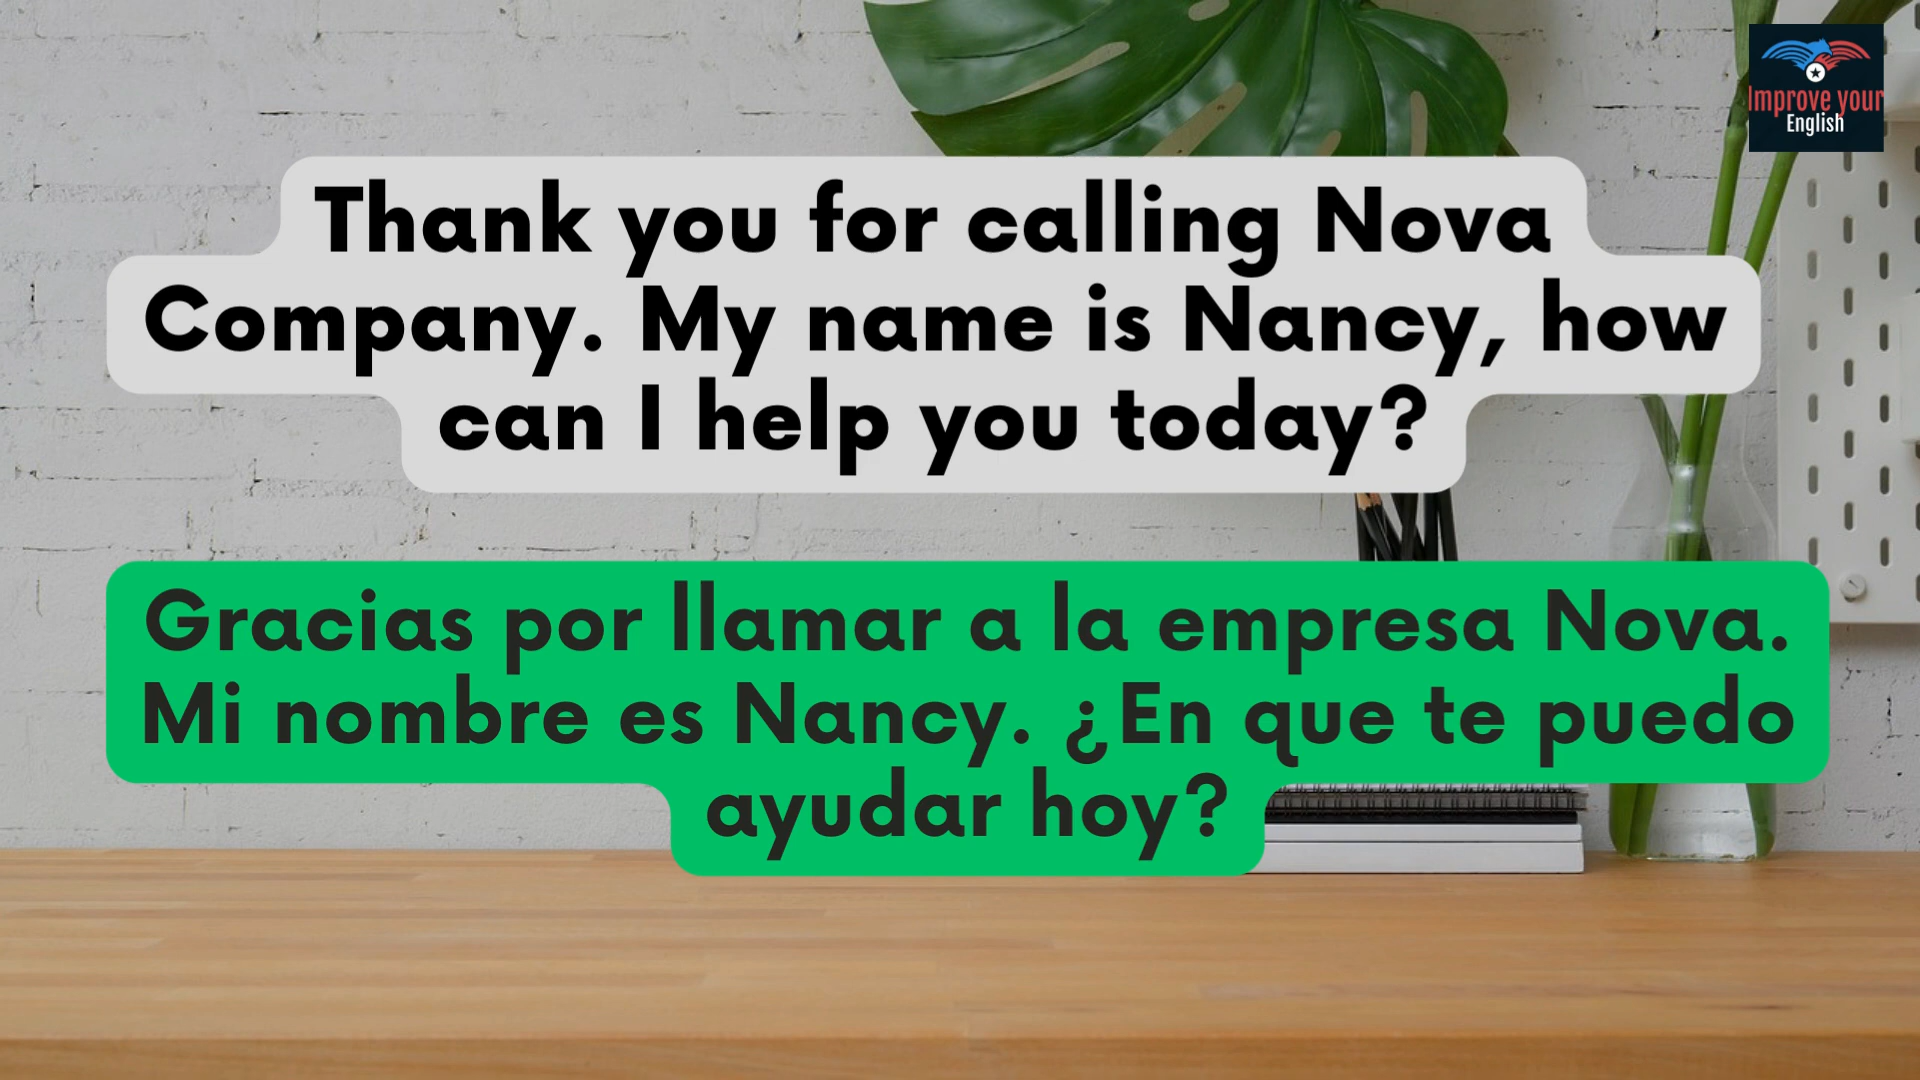 Improve your
English
Thank you for calling Nova
Company. My name is Nancy, how
can I help you today?
Gracias por llamar a la empresa Nova.
Mi nombre es Nancy. ¿En que te puedo
ayudar hoy?